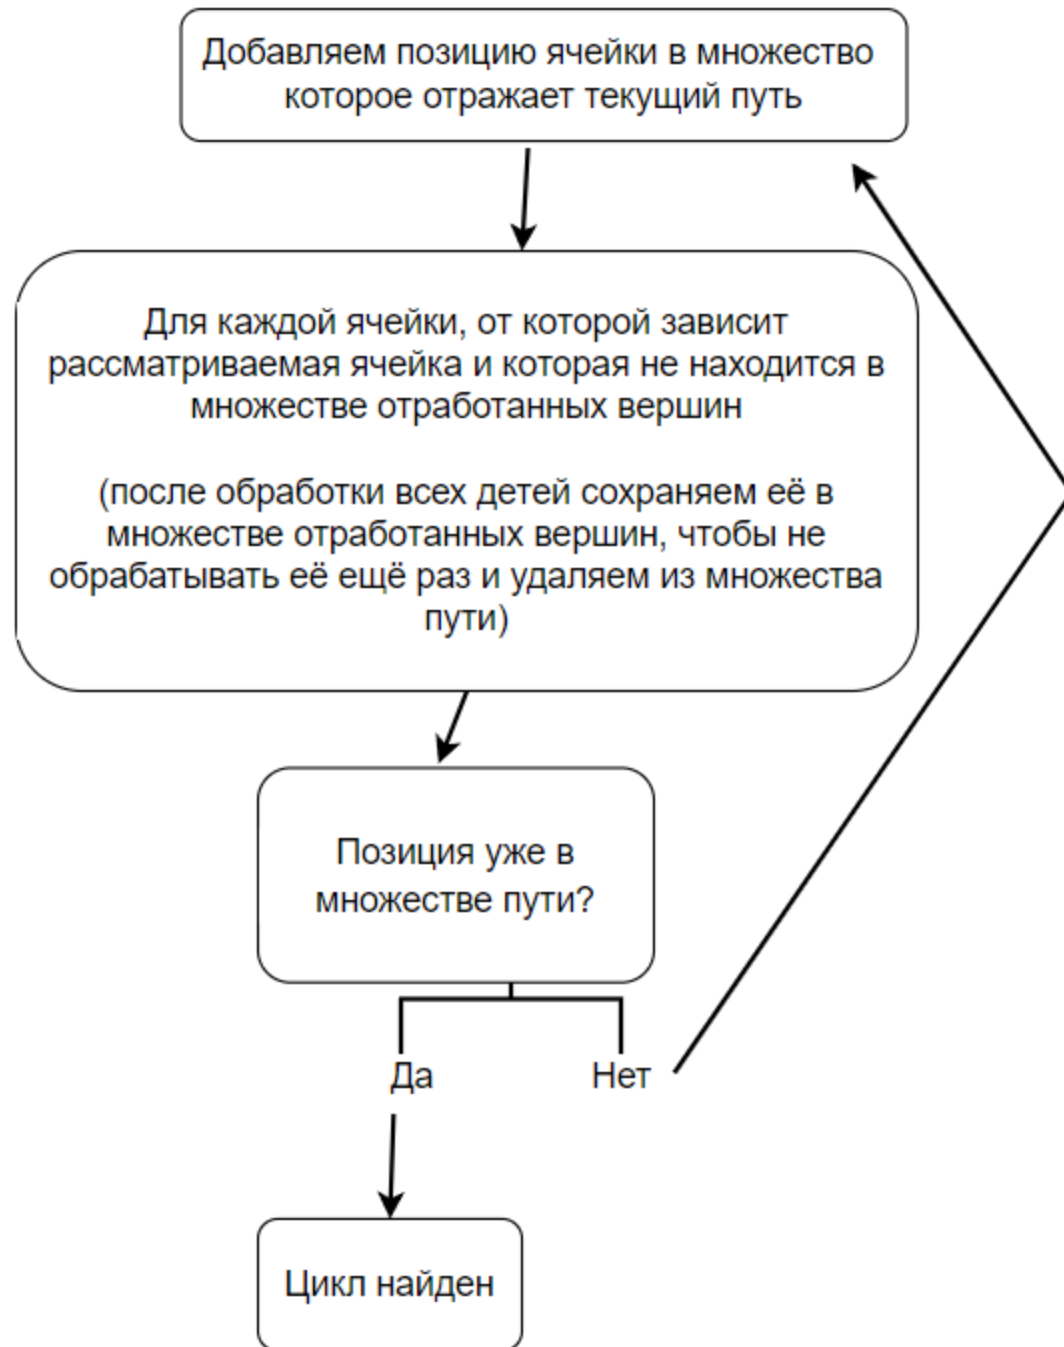 Добавляем позицию ячейки в множество
которое отражает текущий путь
Для каждой ячейки, от которой зависит
рассматриваемая ячейка и которая не находится в
множестве отработанных вершин
(после обработки всех детей сохраняем её в
множестве отработанных вершин, чтобы не
обрабатывать её ещё раз и удаляем из множества
пути)
Позиция уже в
множестве пути?
Да
Нет
Цикл найден